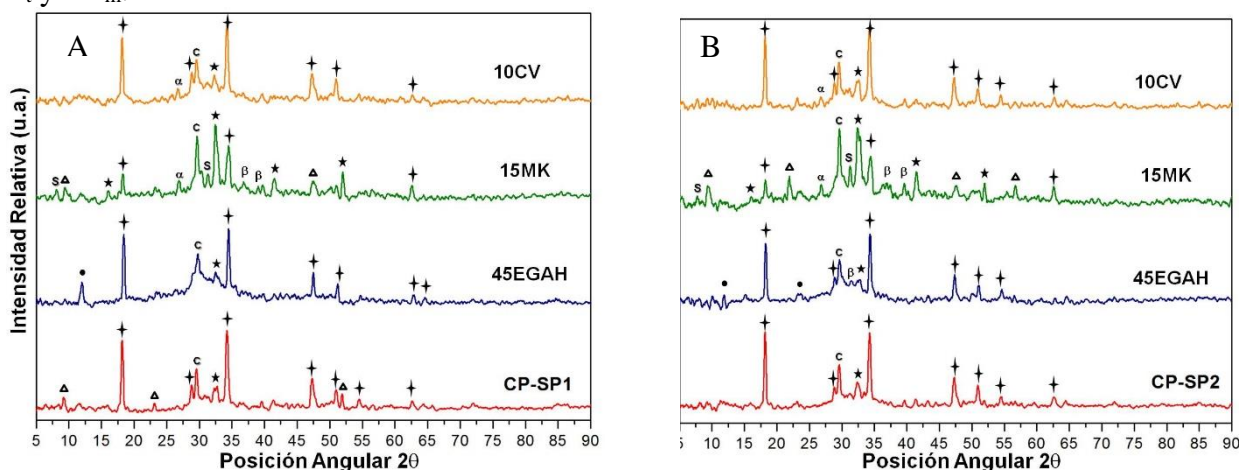 A
B
10CV
10CV
15MK
15MK
45EGAH
45EGAH
CP-SP1
CP-SP2
Intensidad Relativa (u.a.)
C
α
S
S
C
α
β
β
C
C
C
α
S
S
C
α
β
β
C
β
C
5 10 15 20 25 30 35 40 45 50 55 60 65 70 75 80 85 90
5 10 15 20 25 30 35 40 45 50 55 60 65 70 75 80 85 90
Posición Angular 2θ
Posición Angular 2θ